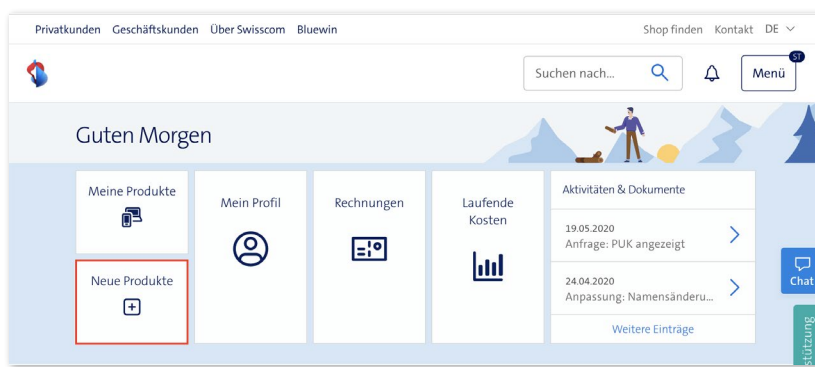 Privatkunden Geschäftskunden Über Swisscom Bluewin Shop finden Kontakt DE
Suchen nach...
ST
Menü
Guten Morgen
Meine Produkte
Neue Produkte
Mein Profil
Rechnungen
Laufende
Kosten
Aktivitäten & Dokumente
19.05.2020
Anfrage: PUK angezeigt
24.04.2020
Anpassung: Namensänderu...
Weitere Einträge
Chat